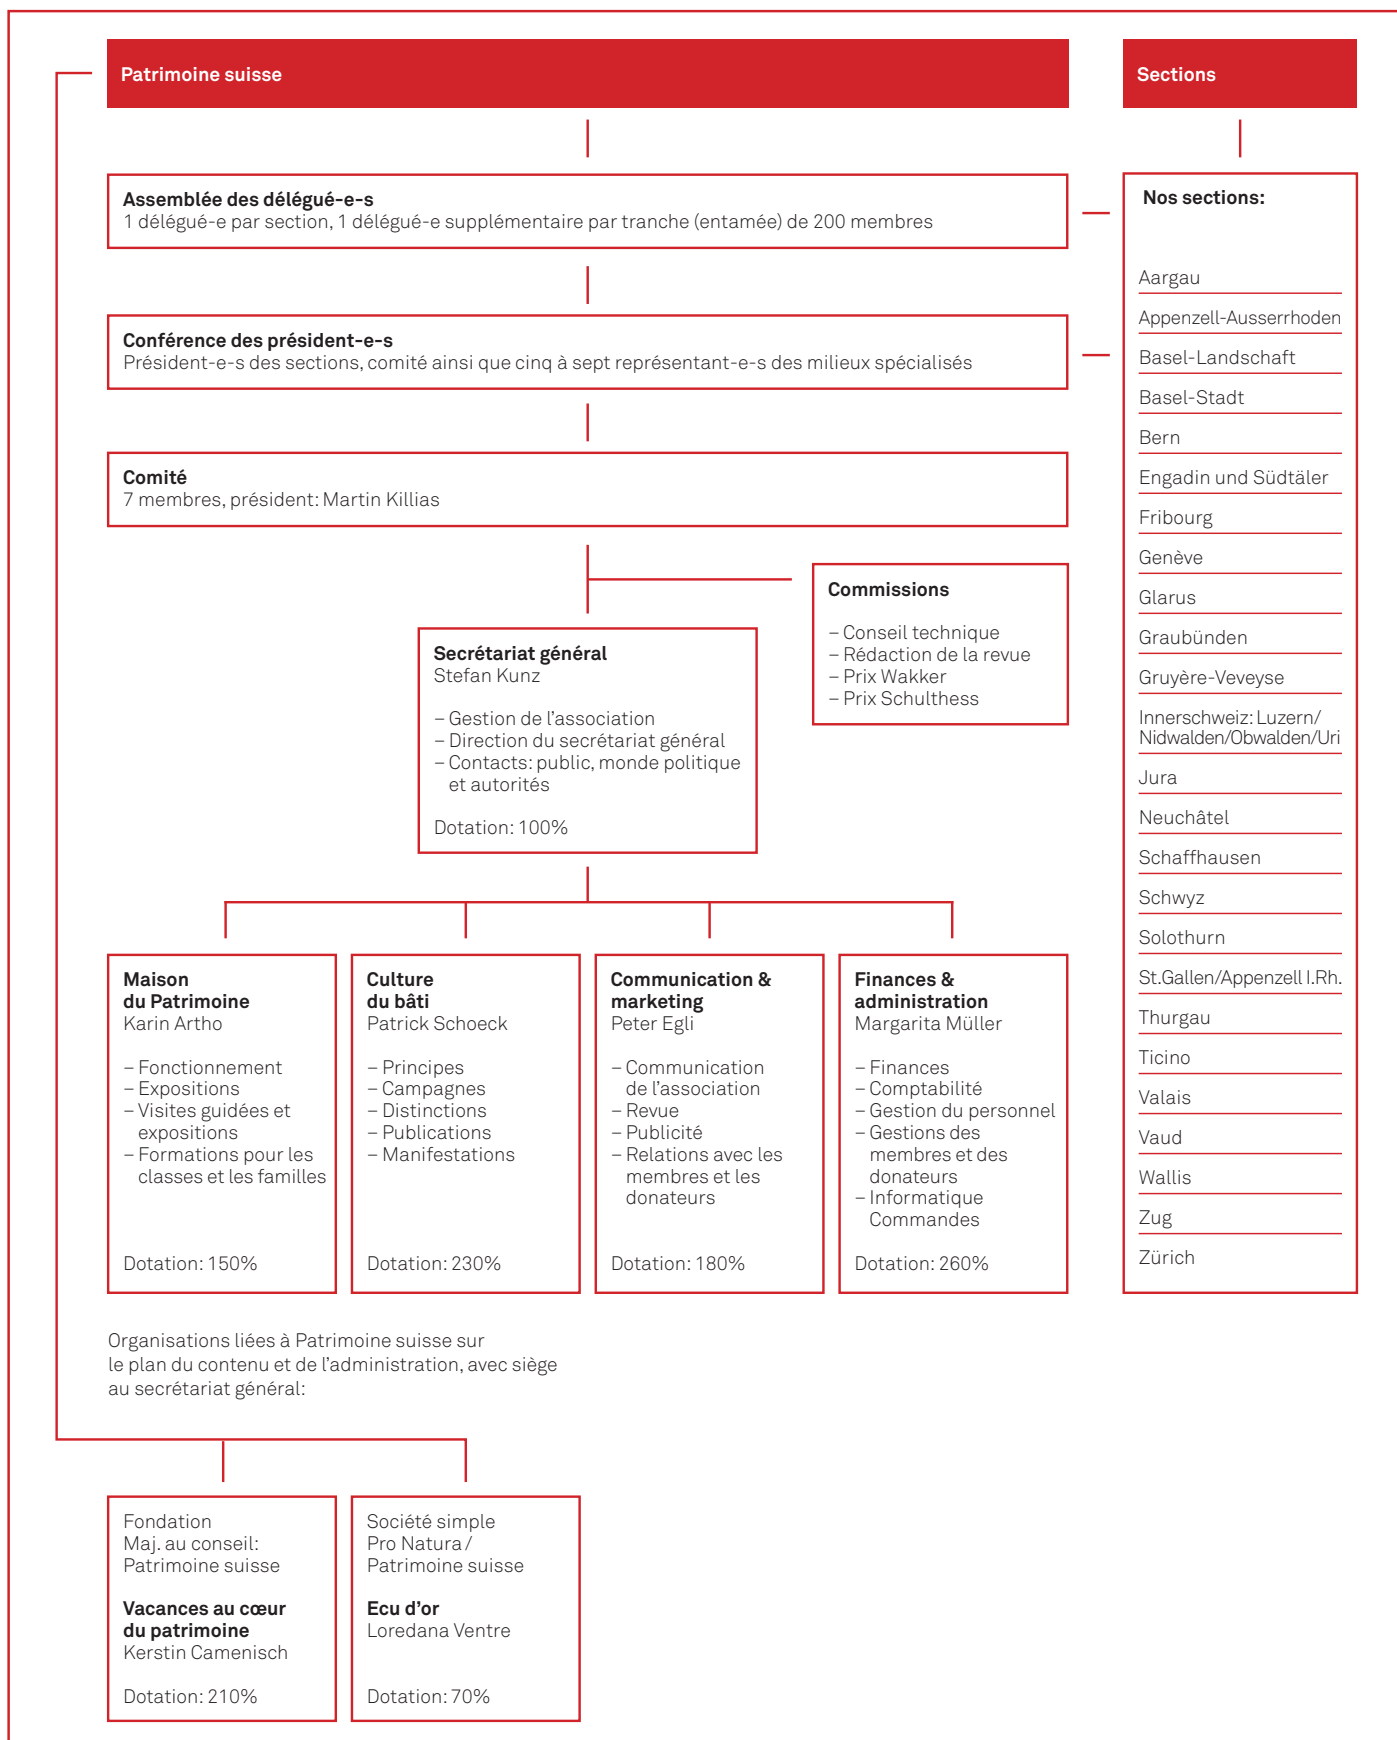 Patrimoine suisse
Assemblée des délégué-e-s
1 délégué-e par section, 1 délégué-e supplémentaire par tranche (entamée) de 200 membres
Conférence des président-e-s
Président-e-s des sections, comité ainsi que cinq à sept représentant-e-s des milieux spécialisés
Comité
7 membres, président: Martin Killias
Commissions
– Conseil technique
– Rédaction de la revue
– Prix Wakker
– Prix Schulthess
Secrétariat général
Stefan Kunz
– Gestion de l’association
– Direction du secrétariat général
– Contacts: public, monde politique
et autorités
Dotation: 100%
Maison
du Patrimoine
Karin Artho
– Fonctionnement
– Expositions
– Visites guidées et
expositions
– Formations pour les
classes et les familles
Dotation: 150%
Culture
du bâti
Patrick Schoeck
– Principes
– Campagnes
– Distinctions
– Publications
– Manifestations
Dotation: 230%
Communication &
marketing
Peter Egli
– Communication
de l’association
– Revue
– Publicité
– Relations avec les
membres et les
donateurs
Dotation: 180%
Finances &
administration
Margarita Müller
– Finances
– Comptabilité
– Gestion du personnel
– Gestions des
membres et des
donateurs
– Informatique
Commandes
Dotation: 260%
Organisations liées à Patrimoine suisse sur
le plan du contenu et de l’administration, avec siège
au secrétariat général:
Fondation
Maj. au conseil:
Patrimoine suisse
Vacances au cœur
du patrimoine
Kerstin Camenisch
Dotation: 210%
Société simple
Pro Natura /
Patrimoine suisse
Ecu d’or
Loredana Ventre
Dotation: 70%
Sections
Nos sections:
Aargau
Appenzell-Ausserrhoden
Basel-Landschaft
Basel-Stadt
Bern
Engadin und Südtäler
Fribourg
Genève
Glarus
Graubünden
Gruyère-Veveyse
Innerschweiz: Luzern/
Nidwalden/Obwalden/Uri
Jura
Neuchâtel
Schaffhausen
Schwyz
Solothurn
St.Gallen/Appenzell I.Rh.
Thurgau
Ticino
Valais
Vaud
Wallis
Zug
Zürich